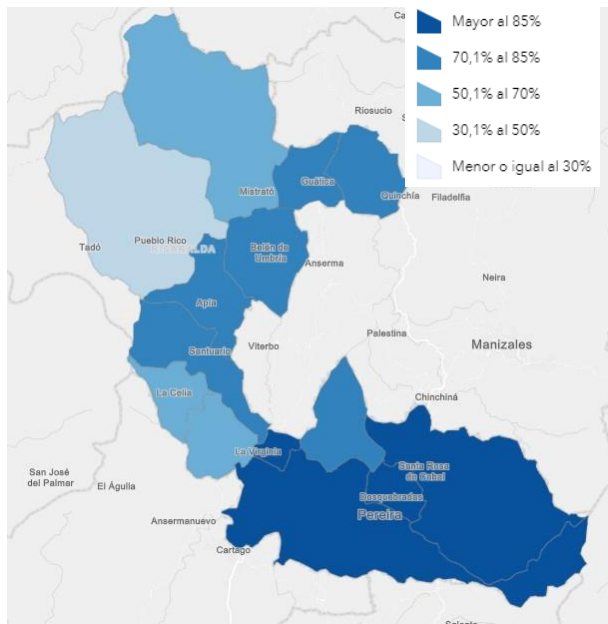 Mayor al 85%
70,1% al 85%
50,1% al 70%
30,1% al 50%
Menor o igual al 30%
Ríosucio
Guática
Mistrató
Quinchía
Filadelfia
Pueblo Rico
Tadó
Belén de
Umbría
Anserma
Neira
Apía
Palestina
Manizales
Santuario
Viterbo
La Celia
Chinchiná
La Virginia
Santa Rosa
de Cabal
San José
del Palmar
El Águila
Dosquebradas
Pereira
Ansermanuevo
Cartago